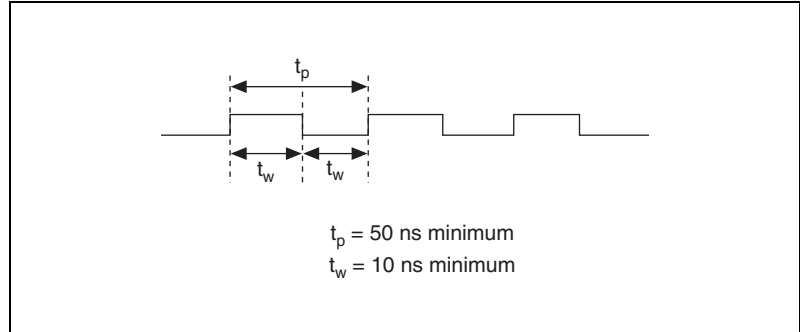 tp
tw tw
tp = 50 ns minimum
tw = 10 ns minimum